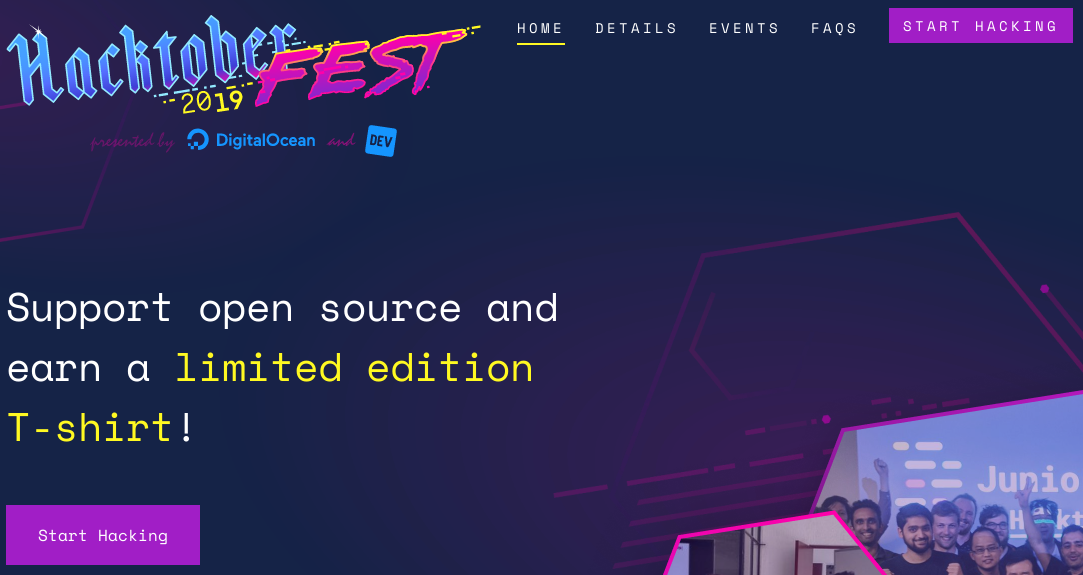 Hacktober FEST
2019
presented by DigitalOcean and DEV
HOME DETAILS EVENTS FAQS START HACKING
Support open source and
earn a limited edition
T-shirt!
Start Hacking
Junio